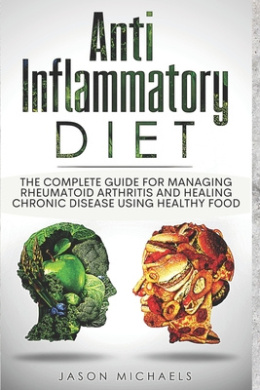 Anti
Inflammatory
DIET
THE COMPLETE GUIDE FOR MANAGING
RHEUMATOID ARTHRITIS AND HEALING
CHRONIC DISEASE USING HEALTHY FOOD
JASON MICHAELS